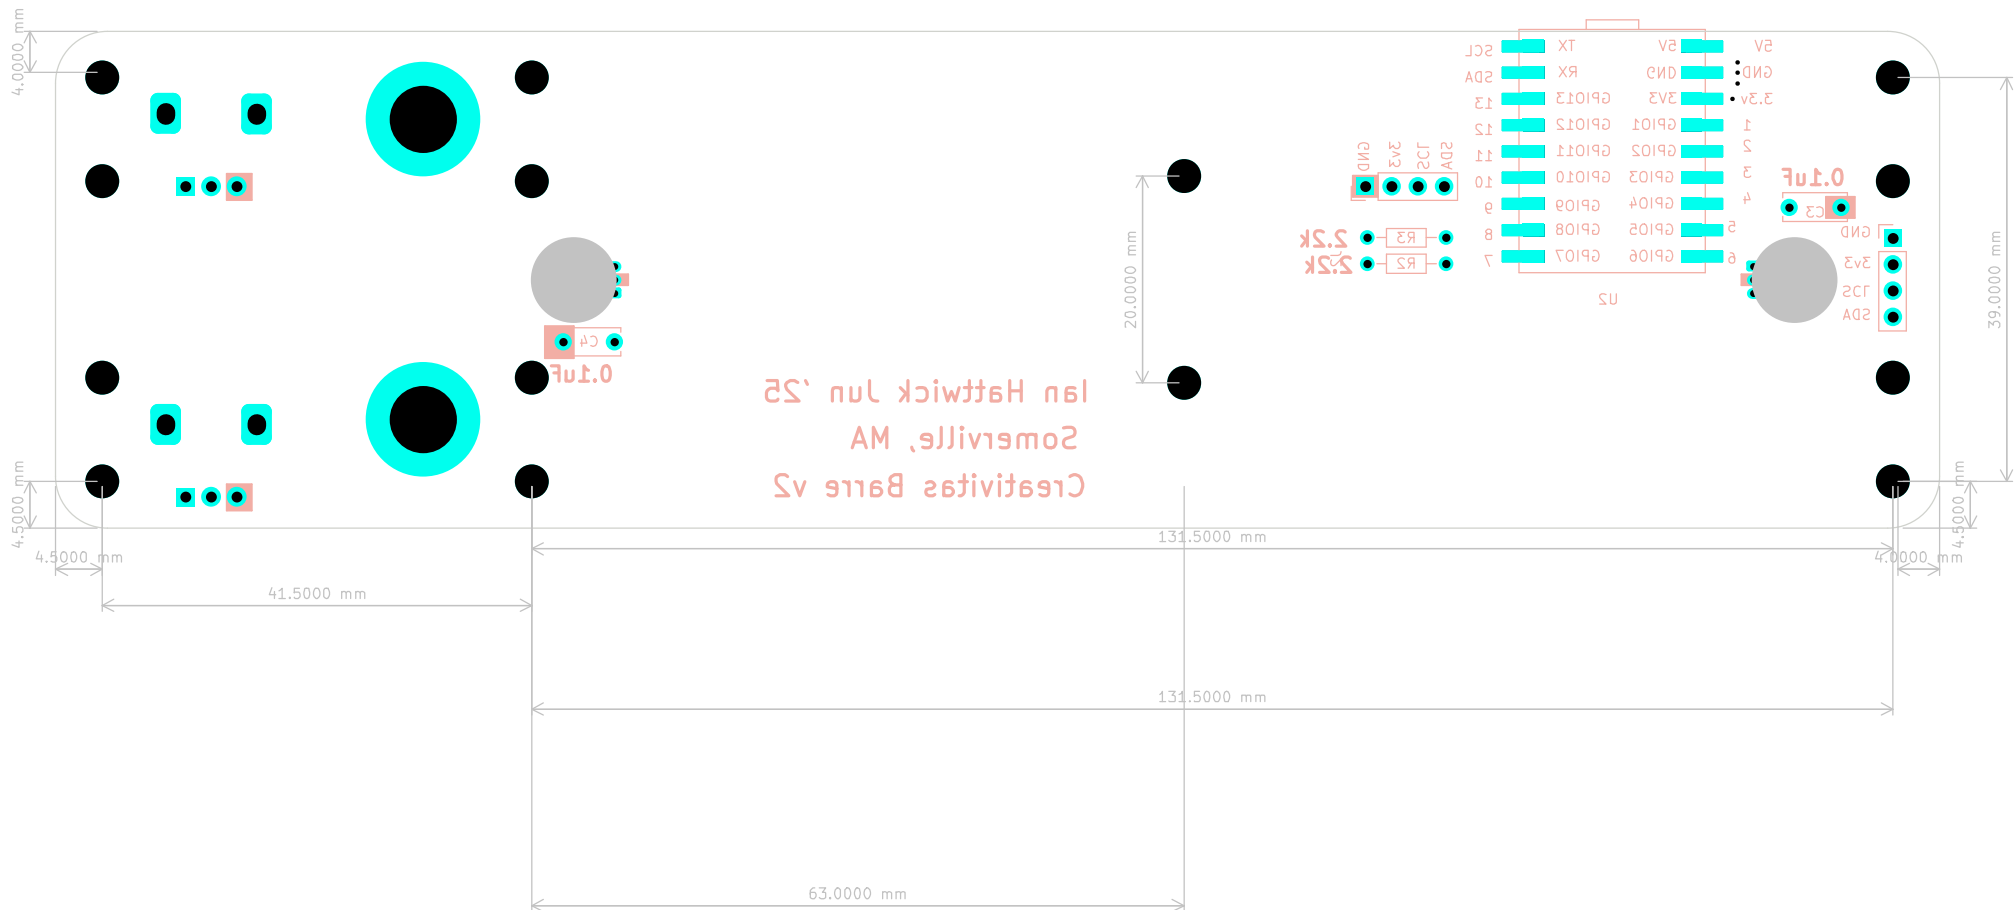 4.0000 mm
SCL
TX
5V
5V
SDA
RX
GND
GND
13
GPIO13
3V3
3.3v
12
GPIO12
GPIO1
1
11
GPIO11
GPIO2
2
10
GPIO10
GPIO3
3
9
GPIO9
GPIO4
4
8
GPIO8
GPIO5
5
7
GPIO7
GPIO6
6
U2
GND
3v3
SCL
SDA
2.2k
R3
2.2k
R2
0.1uF
C3
GND
3v3
SCL
SDA
20.0000 mm
39.0000 mm
C4
0.1uF
Ian Hattwick Jun '25
Somerville, MA
Creativitas Barre v2
4.5000 mm
4.5000 mm
131.5000 mm
4.5000 mm
4.0000 mm
41.5000 mm
131.5000 mm
63.0000 mm